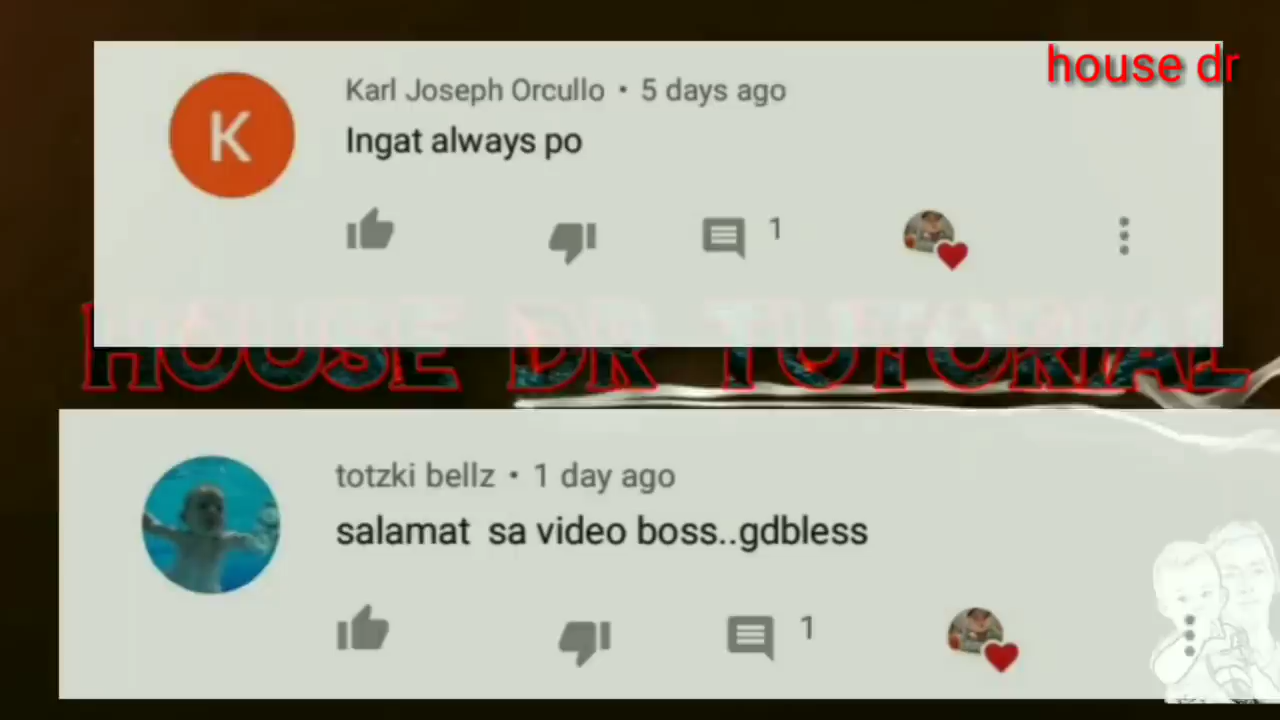 house dr
K
Karl Joseph Orcullo • 5 days ago
Ingat always po
1
HOUSE DR TUTORIAL
totzki bellz • 1 day ago
salamat sa video boss..gdbless
1